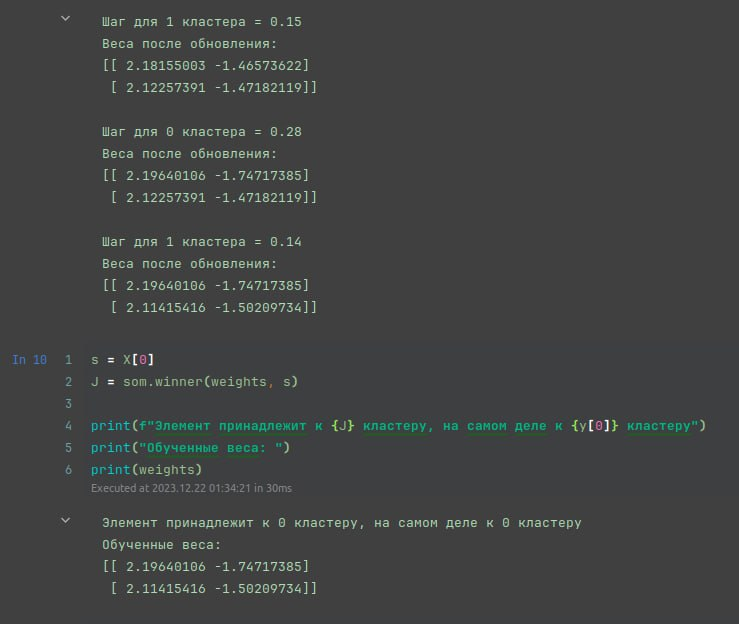 Шаг для 1 кластера = 0.15
Веса после обновления:
[[ 2.18155003 -1.46573622]
[ 2.12257391 -1.47182119]]
Шаг для 0 кластера = 0.28
Веса после обновления:
[[ 2.19640106 -1.74717385]
[ 2.12257391 -1.47182119]]
Шаг для 1 кластера = 0.14
Веса после обновления:
[[ 2.19640106 -1.74717385]
[ 2.11415416 -1.50209734]]
In 10 1 s = X[0]
2 J = som.winner(weights, s)
3
4 print(f"Элемент принадлежит к {J} кластеру, на самом деле к {y[0]} кластеру")
5 print("Обученные веса: ")
6 print(weights)
Executed at 2023.12.22 01:34:21 in 30ms
Элемент принадлежит к 0 кластеру, на самом деле к 0 кластеру
Обученные веса:
[[ 2.19640106 -1.74717385]
[ 2.11415416 -1.50209734]]